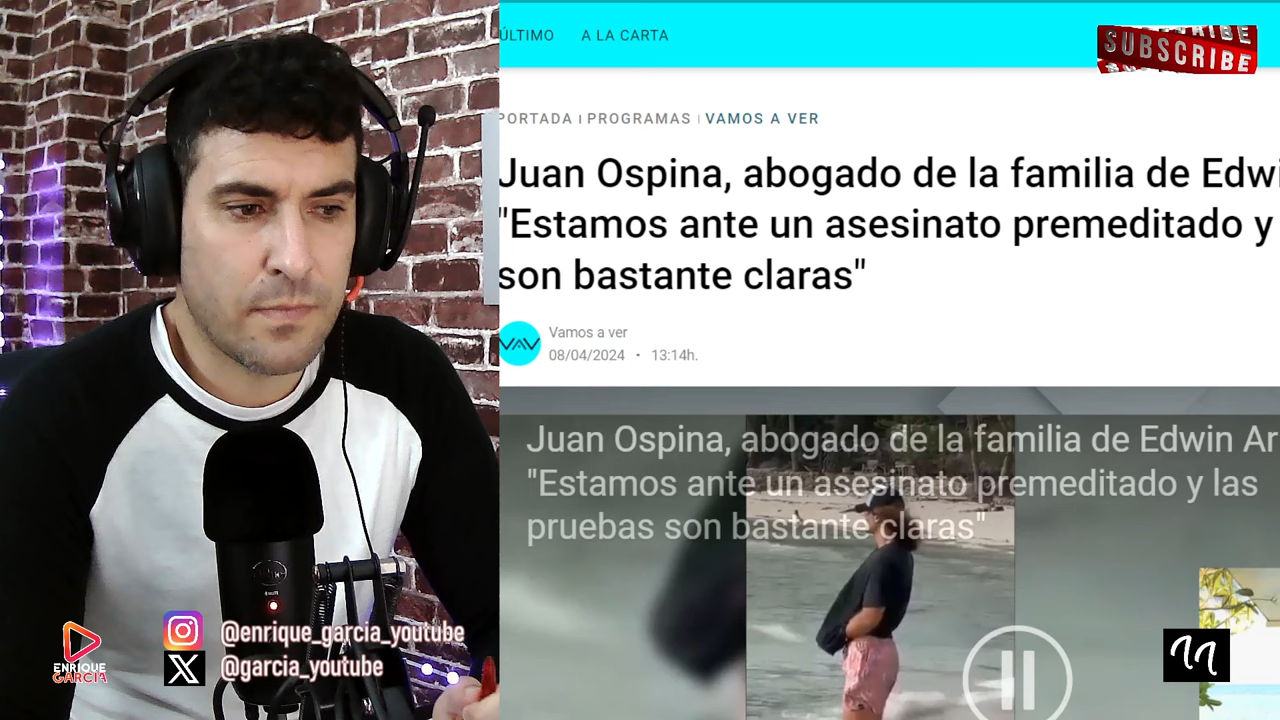 ÚLTIMO A LA CARTA
SUBSCRIBE
PORTADA | PROGRAMAS | VAMOS A VER
Juan Ospina, abogado de la familia de Edwi
"Estamos ante un asesinato premeditado y
son bastante claras"
Vamos a ver
08/04/2024 · 13:14h.
Juan Ospina, abogado de la familia de Edwin Ar
"Estamos ante un asesinato premeditado y las
pruebas son bastante claras"
@enrique_garcia_youtube
@garcia_youtube
ENRIQUE
GARCIA